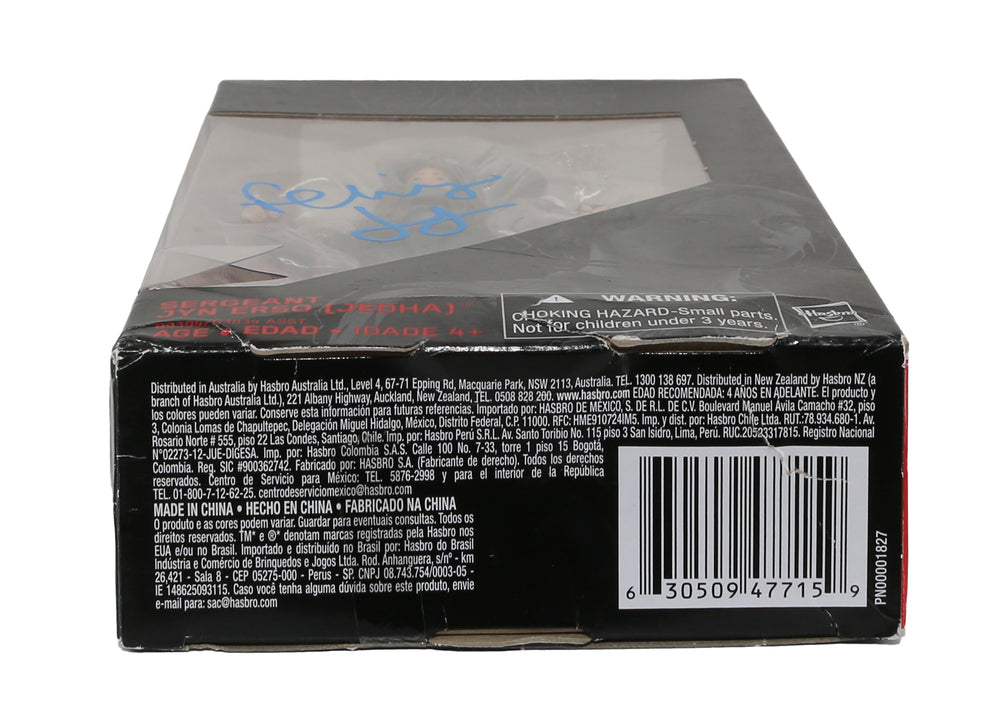 SERGEANT
JYN ERSO (JEDHA)™
AGE • EDAD • IDADE 4+
WARNING:
CHOKING HAZARD-Small parts.
Not for children under 3 years.
Hasbro
Distributed in Australia by Hasbro Australia Ltd., Level 4, 67-71 Epping Rd, Macquarie Park, NSW 2113, Australia. TEL. 1300 138 697. Distributed in New Zealand by Hasbro NZ (a
branch of Hasbro Australia Ltd.), 221 Albany Highway, Auckland, New Zealand, TEL. 0508 828 200. www.hasbro.com EDAD RECOMENDADA: 4 AÑOS EN ADELANTE. El producto y
los colores pueden variar. Conserve esta información para futuras referencias. Importado por: HASBRO DE MÉXICO, S. DE R.L. DE C.V. Boulevard Manuel Ávila Camacho #32, piso
3, Colonia Lomas de Chapultepec, Delegación Miguel Hidalgo, México, Distrito Federal, C.P. 11000. RFC: HME910724IM5. Imp. y dist. por: Hasbro Chile Ltda. RUT.:78.934.680-1. Av.
Rosario Norte # 555, piso 22 Las Condes, Santiago, Chile. Imp. por: Hasbro Perú S.R.L. Av. Santo Toribio No. 115 piso 3 San Isidro, Lima, Perú. RUC.20523317815. Registro Nacional
N°02273-12-JUE-DIGESA. Imp. por: Hasbro Colombia S.A.S. Calle 100 No. 7-33, torre 1 piso 15 Bogotá,
Colombia. Reg. SIC #900362742. Fabricado por: HASBRO S.A. (Fabricante de derecho). Todos los derechos
reservados. Centro de Servicio para México: TEL. 5876-2998 y para el interior de la República
TEL. 01-800-7-12-62-25. centrodeserviciomexico@hasbro.com
MADE IN CHINA • HECHO EN CHINA • FABRICADO NA CHINA
O produto e as cores podem variar. Guardar para eventuais consultas. Todos os
direitos reservados. TM* e ®* denotam marcas registradas pela Hasbro nos
EUA e/ou no Brasil. Importado e distribuído no Brasil por: Hasbro do Brasil
Indústria e Comércio de Brinquedos e Jogos Ltda. Rod. Anhanguera, s/nº - km
26,421 - Sala 8 - CEP 05275-000 - Perus - SP. CNPJ 08.743.754/0003-05 -
IE 148625093115. Caso você tenha alguma dúvida sobre este produto, envie
e-mail para: sac@hasbro.com
6 30509 47715 9
PN00001827